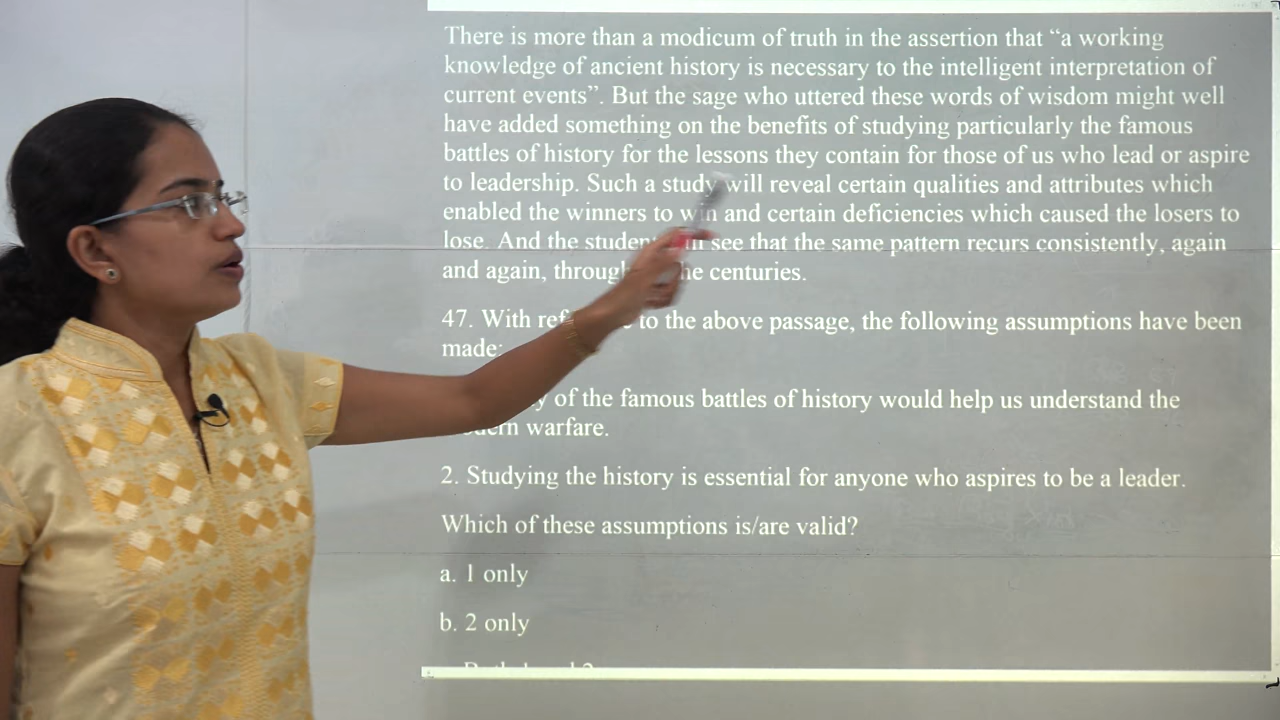 There is more than a modicum of truth in the assertion that “a working
knowledge of ancient history is necessary to the intelligent interpretation of
current events”. But the sage who uttered these words of wisdom might well
have added something on the benefits of studying particularly the famous
battles of history for the lessons they contain for those of us who lead or aspire
to leadership. Such a study will reveal certain qualities and attributes which
enabled the winners to win and certain deficiencies which caused the losers to
lose. And the student see that the same pattern recurs consistently, again
and again, through the centuries.
47. With to the above passage, the following assumptions have been
made:
of the famous battles of history would help us understand the
warfare.
2. Studying the history is essential for anyone who aspires to be a leader.
Which of these assumptions is/are valid?
a. 1 only
b. 2 only